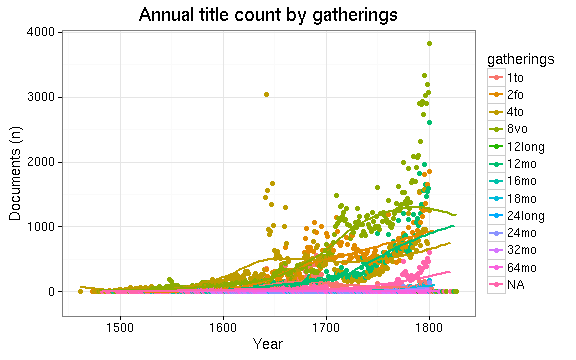 Annual title count by gatherings
4000
3000
2000
1000
0
Documents (n)
1500
1600
1700
1800
Year
gatherings
1to
2fo
4to
8vo
12long
12mo
16mo
18mo
24long
24mo
32mo
64mo
NA